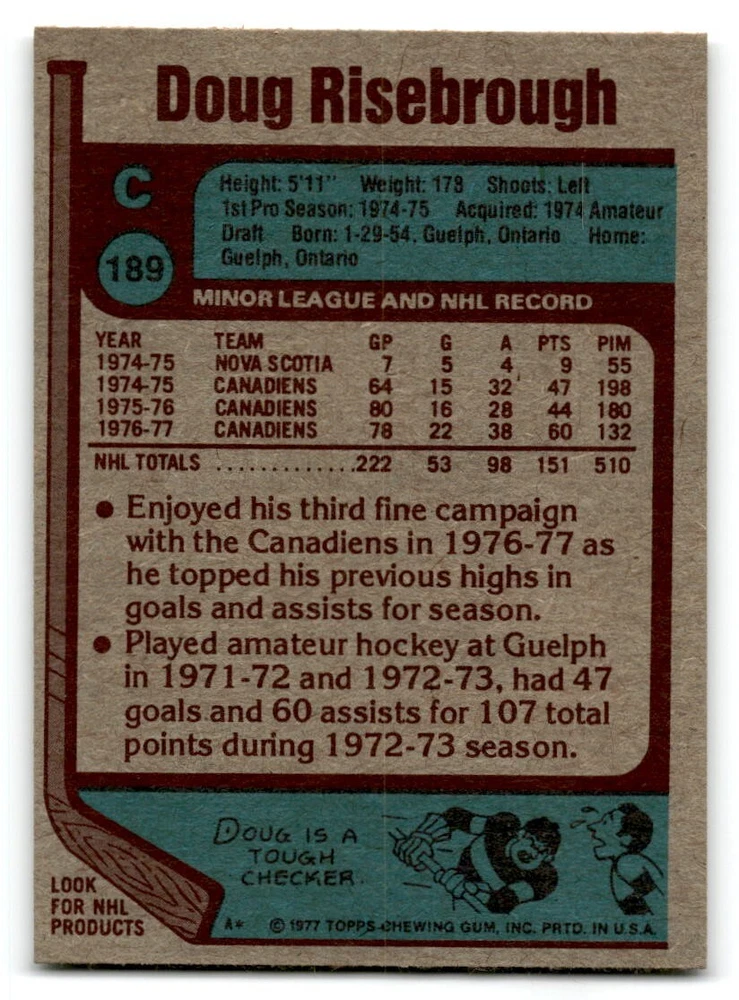 Doug Risebrough
C
189
Height: 5'11" Weight: 178 Shoots: Left
1st Pro Season: 1974-75 Acquired: 1974 Amateur
Draft Born: 1-29-54, Guelph, Ontario Home:
Guelph, Ontario
MINOR LEAGUE AND NHL RECORD
YEAR TEAM GP G A PTS PIM
1974-75 NOVA SCOTIA 7 5 4 9 55
1974-75 CANADIENS 64 15 32 47 198
1975-76 CANADIENS 80 16 28 44 180
1976-77 CANADIENS 78 22 38 60 132
NHL TOTALS .............222 53 98 151 510
● Enjoyed his third fine campaign
with the Canadiens in 1976-77 as
he topped his previous highs in
goals and assists for season.
● Played amateur hockey at Guelph
in 1971-72 and 1972-73, had 47
goals and 60 assists for 107 total
points during 1972-73 season.
DOUG IS A
TOUGH
CHECKER.
LOOK
FOR NHL
PRODUCTS
A* © 1977 TOPPS CHEWING GUM, INC. PRTD. IN U.S.A.